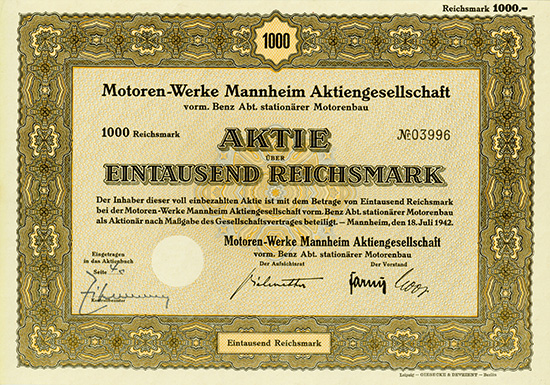 Reichsmark 1000.–
1000
Motoren-Werke Mannheim Aktiengesellschaft
vorm. Benz Abt. stationärer Motorenbau
1000 Reichsmark
AKTIE
№ 03996
ÜBER
EINTAUSEND REICHSMARK
Der Inhaber dieser voll einbezahlten Aktie ist mit dem Betrage von Eintausend Reichsmark
bei der Motoren-Werke Mannheim Aktiengesellschaft vorm. Benz Abt. stationärer Motorenbau
als Aktionär nach Maßgabe des Gesellschaftsvertrages beteiligt. — Mannheim, den 18. Juli 1942.
Motoren-Werke Mannheim Aktiengesellschaft
vorm. Benz Abt. stationärer Motorenbau
Eingetragen
in das Aktienbuch
Seite
Der Aufsichtsrat
Der Vorstand
Kontrollbeamter
Eintausend Reichsmark
Leipzig – GIESECKE & DEVRIENT – Berlin